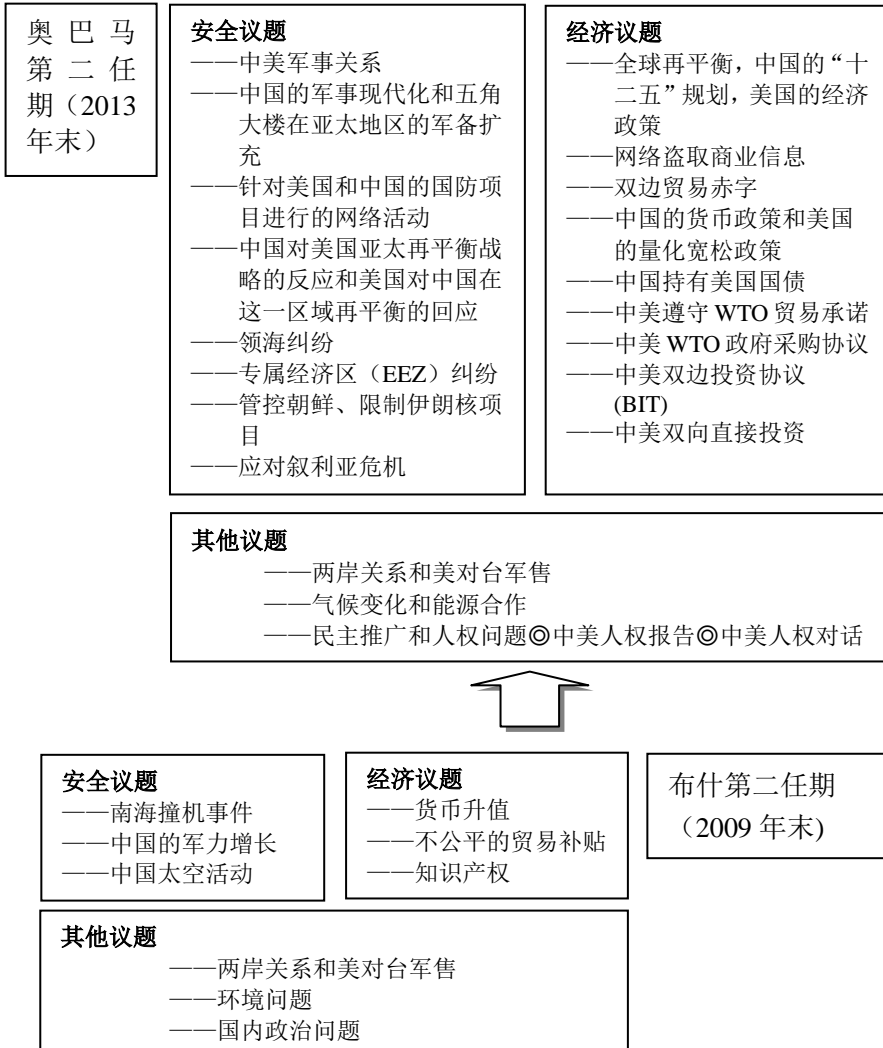 奥巴马
第二任
期（2013
年末）
安全议题
——中美军事关系
——中国的军事现代化和五角
大楼在亚太地区的军备扩
充
——针对美国和中国的国防项
目进行的网络活动
——中国对美国亚太再平衡战
略的反应和美国对中国在
这一区域再平衡的回应
——领海纠纷
——专属经济区（EEZ）纠纷
——管控朝鲜、限制伊朗核项
目
——应对叙利亚危机
经济议题
——全球再平衡，中国的“十
二五”规划，美国的经济
政策
——网络盗取商业信息
——双边贸易赤字
——中国的货币政策和美国
的量化宽松政策
——中国持有美国国债
——中美遵守 WTO 贸易承诺
——中美 WTO 政府采购协议
——中美双边投资协议
(BIT)
——中美双向直接投资
其他议题
——两岸关系和美对台军售
——气候变化和能源合作
——民主推广和人权问题◎中美人权报告◎中美人权对话
安全议题
——南海撞机事件
——中国的军力增长
——中国太空活动
经济议题
——货币升值
——不公平的贸易补贴
——知识产权
布什第二任期
（2009 年末)
其他议题
——两岸关系和美对台军售
——环境问题
——国内政治问题